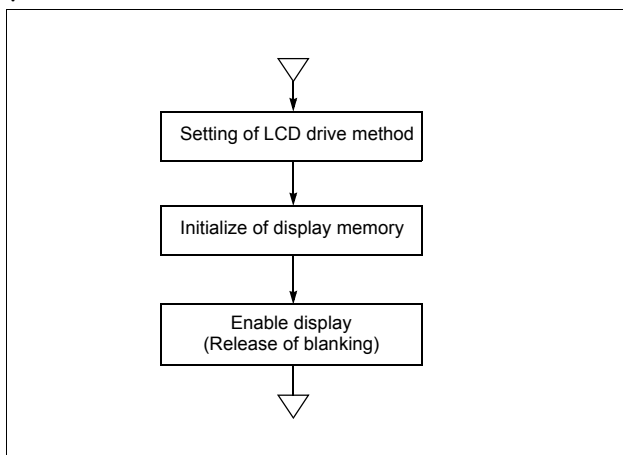 Setting of LCD drive method
Initialize of display memory
Enable display
(Release of blanking)